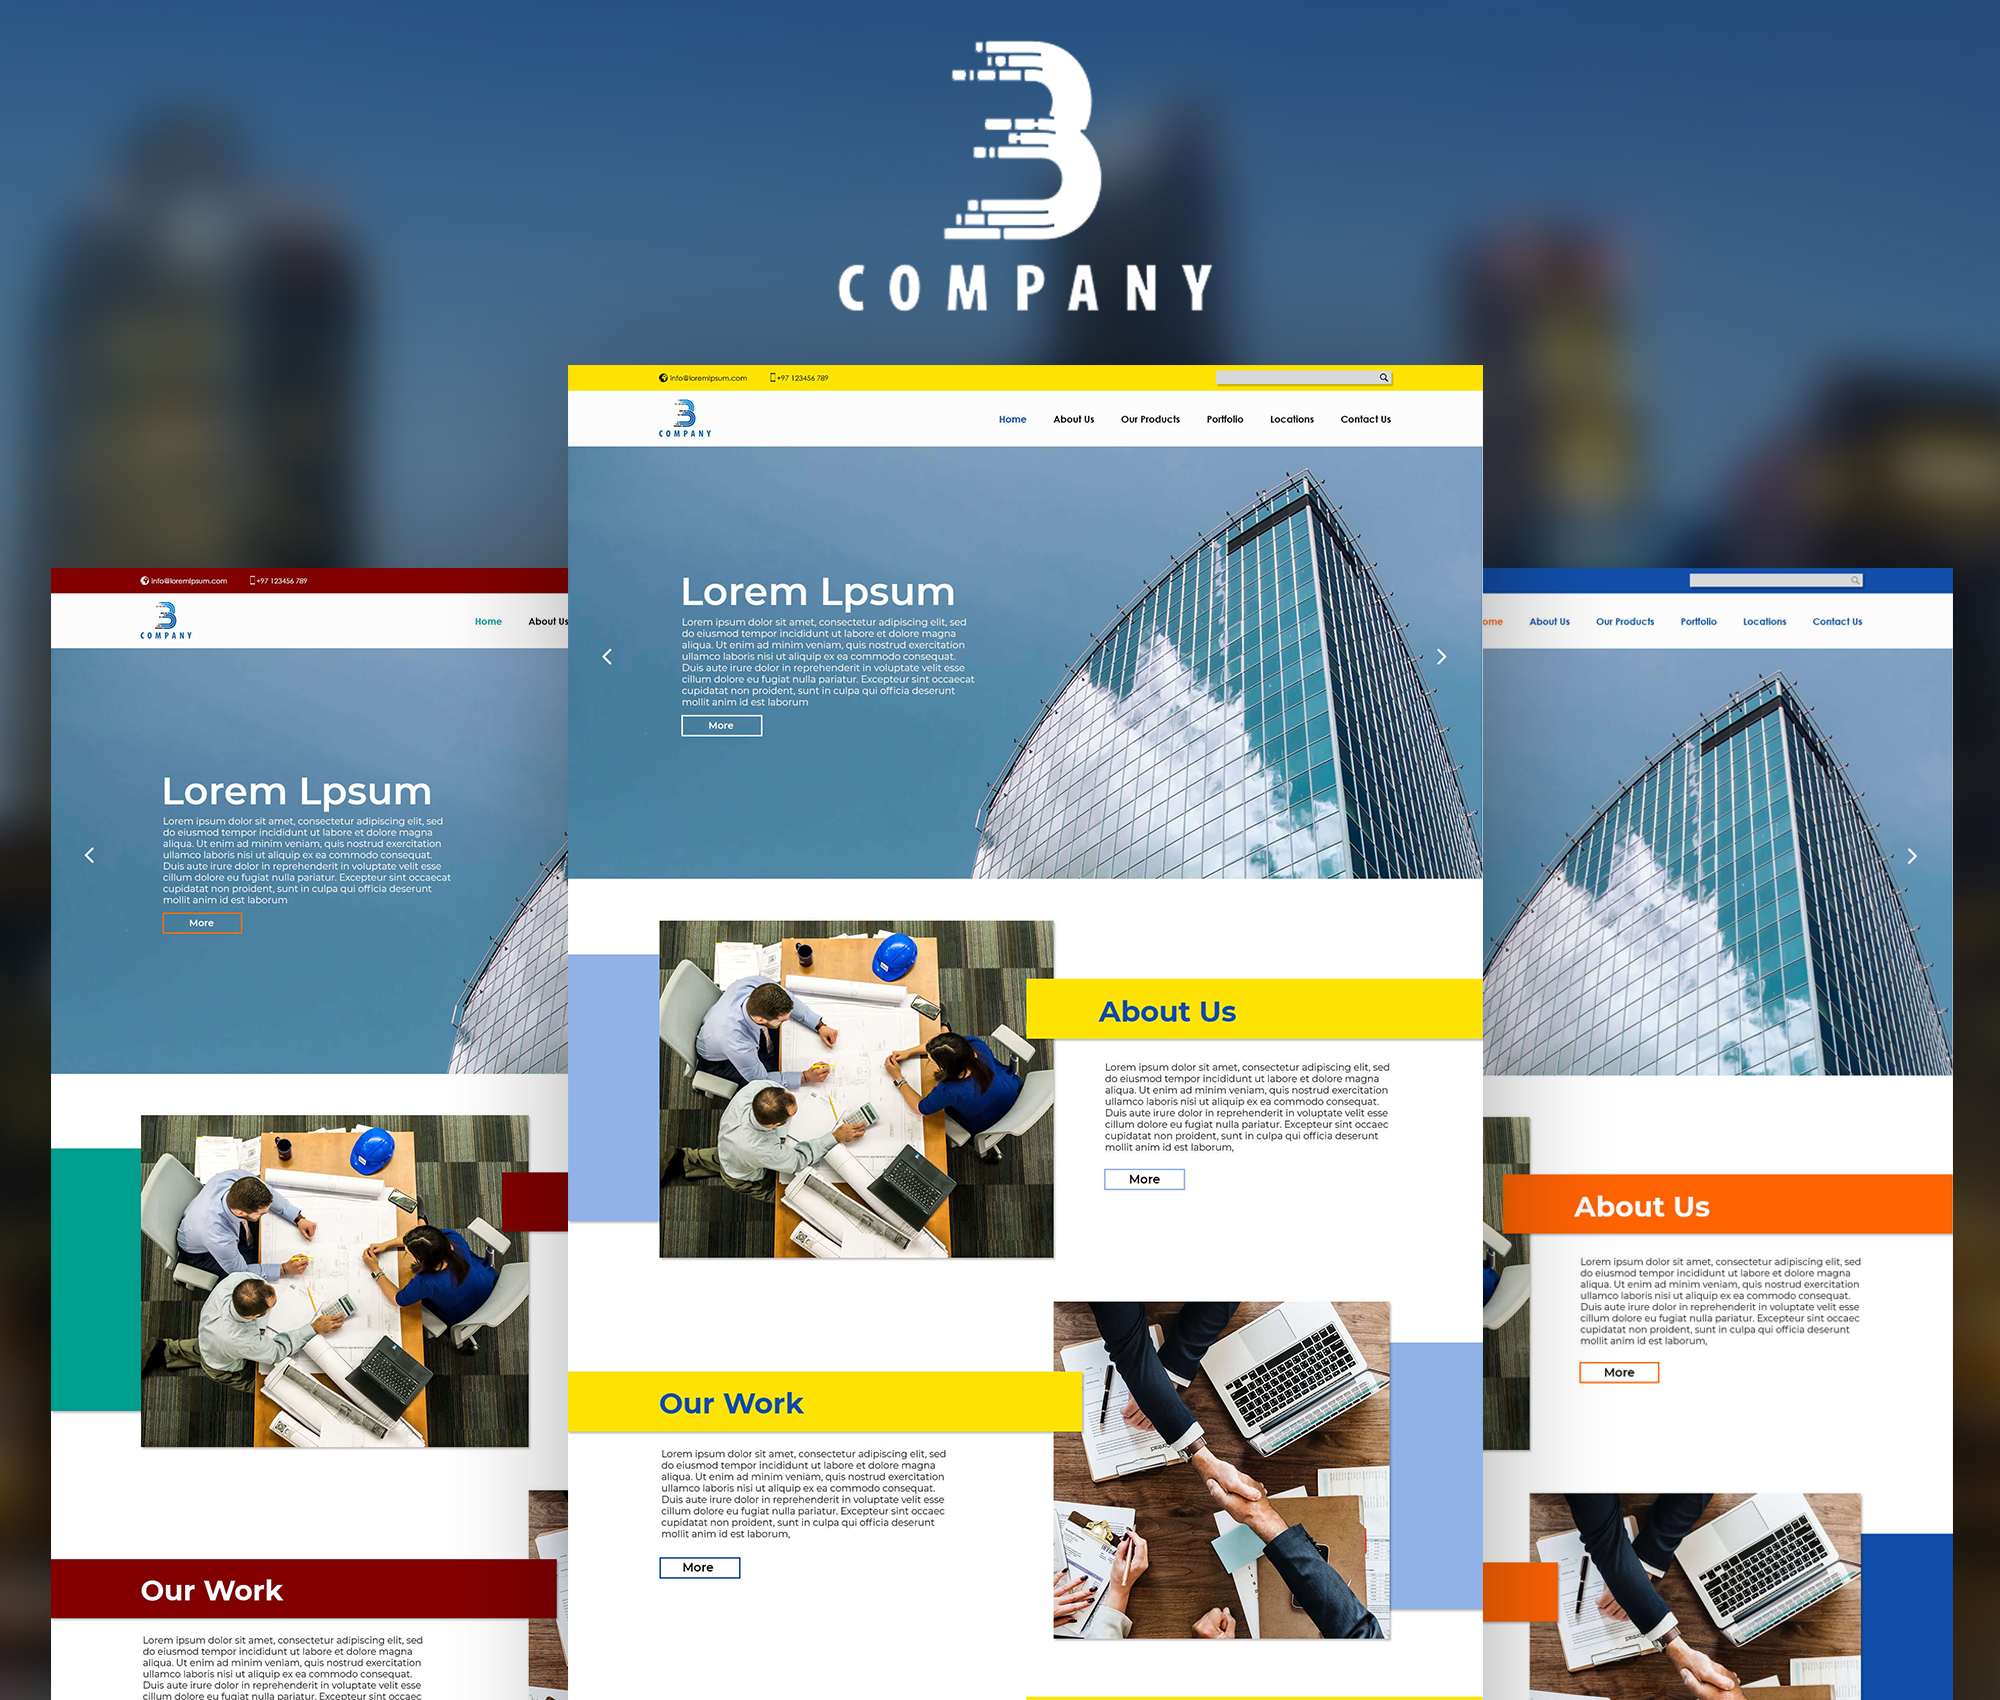 B
COMPANY
info@loremipsum.com
+97 123456 789
B
COMPANY
Home
About Us
Our Products
Portfolio
Locations
Contact Us
Lorem Lpsum
Lorem ipsum dolor sit amet, consectetur adipiscing elit, sed
do eiusmod tempor incididunt ut labore et dolore magna
aliqua. Ut enim ad minim veniam, quis nostrud exercitation
ullamco laboris nisi ut aliquip ex ea commodo consequat.
Duis aute irure dolor in reprehenderit in voluptate velit esse
cillum dolore eu fugiat nulla pariatur. Excepteur sint occaecat
cupidatat non proident, sunt in culpa qui officia deserunt
mollit anim id est laborum
More
About Us
Lorem ipsum dolor sit amet, consectetur adipiscing elit, sed
do eiusmod tempor incididunt ut labore et dolore magna
aliqua. Ut enim ad minim veniam, quis nostrud exercitation
ullamco laboris nisi ut aliquip ex ea commodo consequat.
Duis aute irure dolor in reprehenderit in voluptate velit esse
cillum dolore eu fugiat nulla pariatur. Excepteur sint occaec
cupidatat non proident, sunt in culpa qui officia deserunt
mollit anim id est laborum,
More
Our Work
Lorem ipsum dolor sit amet, consectetur adipiscing elit, sed
do eiusmod tempor incididunt ut labore et dolore magna
aliqua. Ut enim ad minim veniam, quis nostrud exercitation
ullamco laboris nisi ut aliquip ex ea commodo consequat.
Duis aute irure dolor in reprehenderit in voluptate velit esse
cillum dolore eu fugiat nulla pariatur. Excepteur sint occaec
cupidatat non proident, sunt in culpa qui officia deserunt
mollit anim id est laborum,
More
info@loremipsum.com
+97 123456 789
B
COMPANY
Home
About Us
Lorem Lpsum
Lorem ipsum dolor sit amet, consectetur adipiscing elit, sed
do eiusmod tempor incididunt ut labore et dolore magna
aliqua. Ut enim ad minim veniam, quis nostrud exercitation
ullamco laboris nisi ut aliquip ex ea commodo consequat.
Duis aute irure dolor in reprehenderit in voluptate velit esse
cillum dolore eu fugiat nulla pariatur. Excepteur sint occaecat
cupidatat non proident, sunt in culpa qui officia deserunt
mollit anim id est laborum
More
Our Work
Lorem ipsum dolor sit amet, consectetur adipiscing elit, sed
do eiusmod tempor incididunt ut labore et dolore magna
aliqua. Ut enim ad minim veniam, quis nostrud exercitation
ullamco laboris nisi ut aliquip ex ea commodo consequat.
Duis aute irure dolor in reprehenderit in voluptate velit esse
cillum dolore eu fugiat nulla pariatur. Excepteur sint occaec
ome
About Us
Our Products
Portfolio
Locations
Contact Us
About Us
Lorem ipsum dolor sit amet, consectetur adipiscing elit, sed
do eiusmod tempor incididunt ut labore et dolore magna
aliqua. Ut enim ad minim veniam, quis nostrud exercitation
ullamco laboris nisi ut aliquip ex ea commodo consequat.
Duis aute irure dolor in reprehenderit in voluptate velit esse
cillum dolore eu fugiat nulla pariatur. Excepteur sint occaec
cupidatat non proident, sunt in culpa qui officia deserunt
mollit anim id est laborum,
More